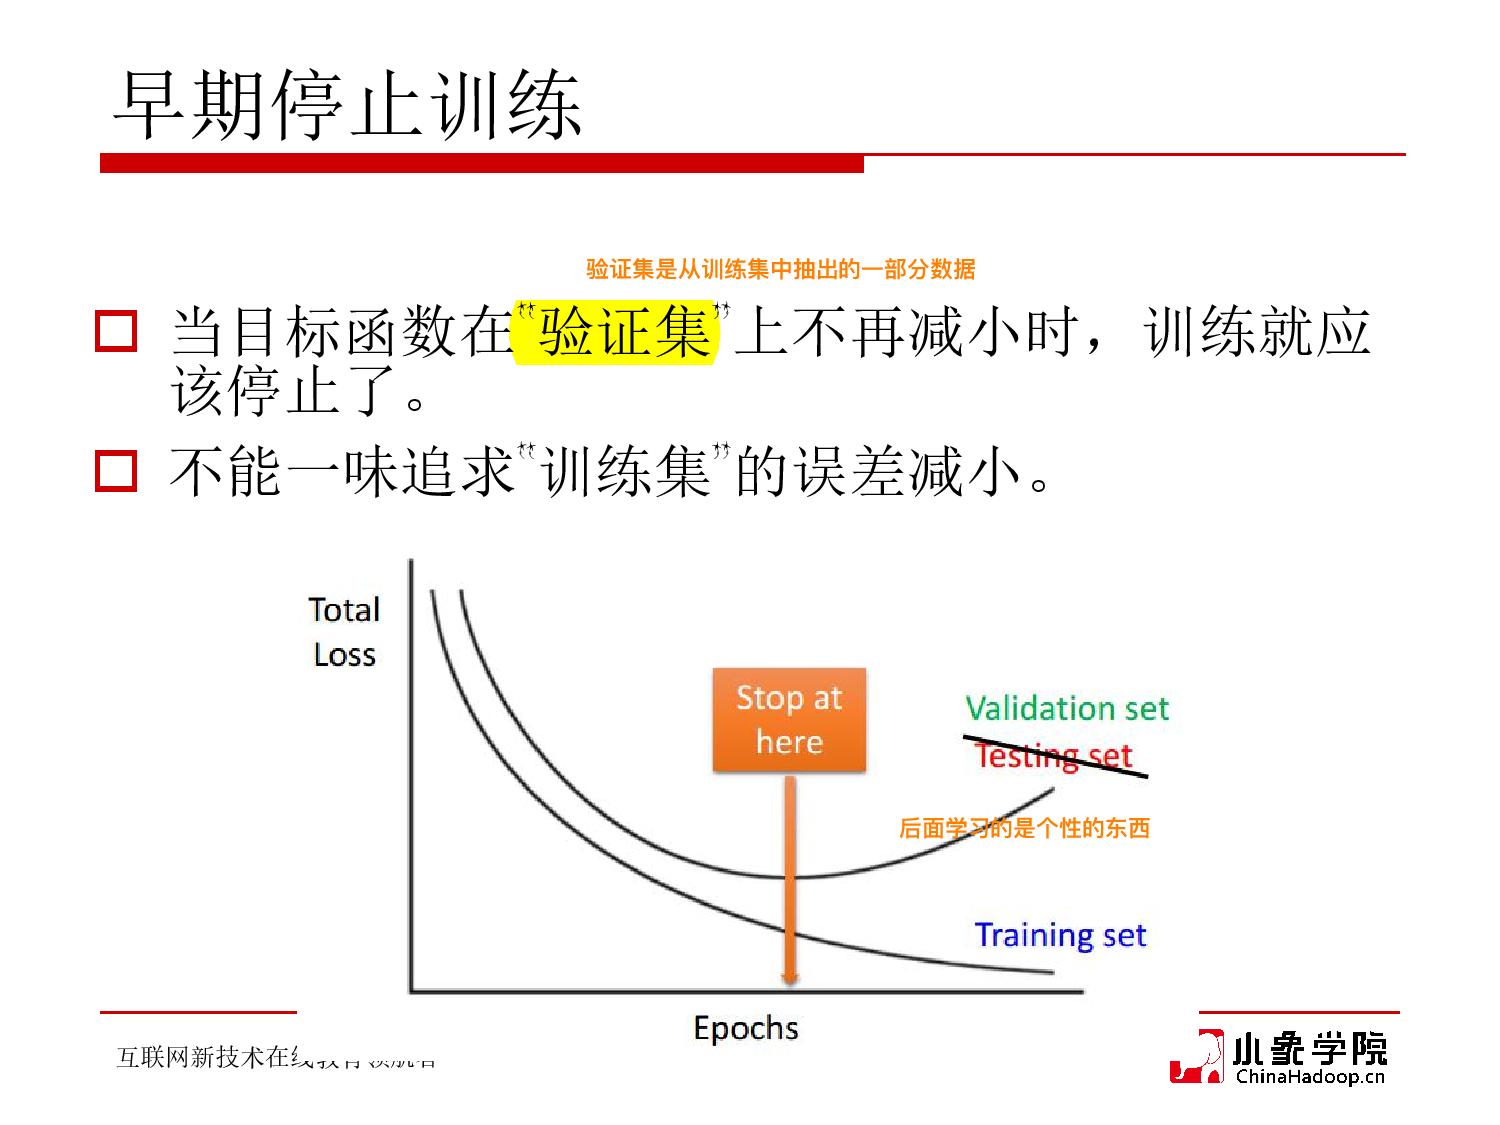 早期停止训练
验证集是从训练集中抽出的一部分数据
当目标函数在“验证集”上不再减小时，训练就应
该停止了。
不能一味追求“训练集”的误差减小。
Total
Loss
Stop at
here
Validation set
Testing set
后面学习的是个性的东西
Training set
Epochs
互联网新技术在线教育领航者
小象学院
ChinaHadoop.cn